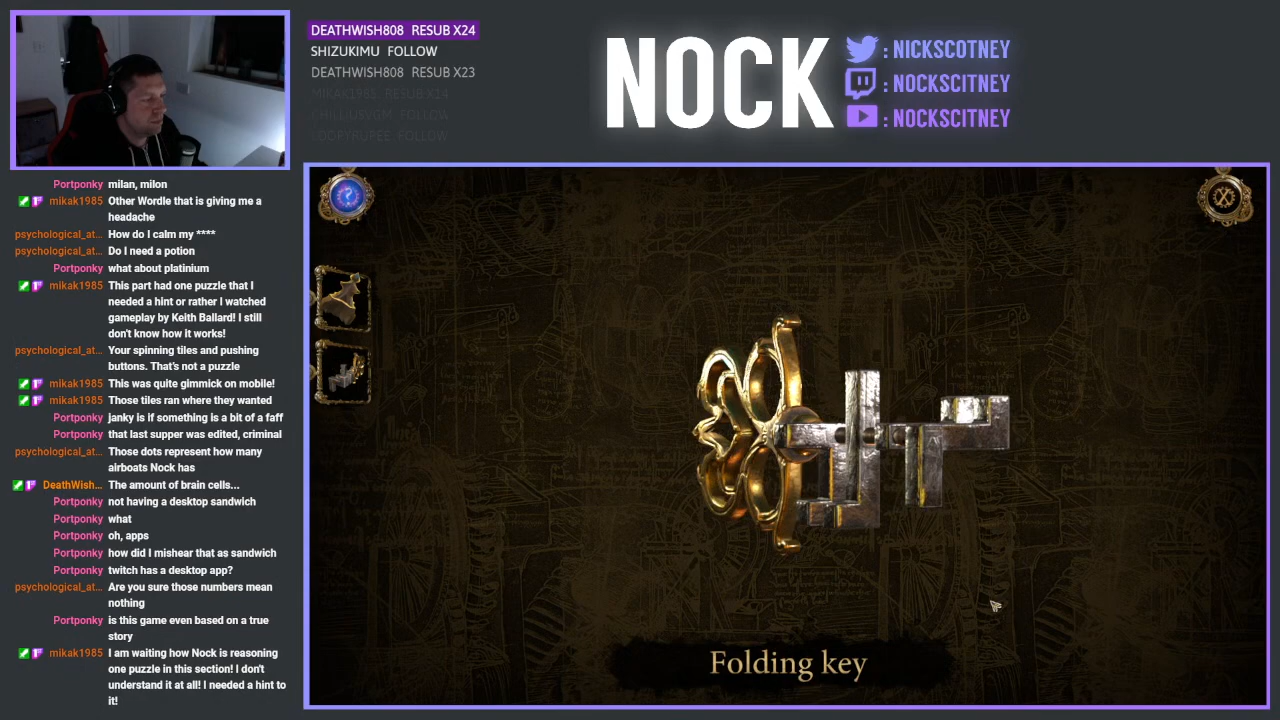 DEATHWISH808 RESUB X24
SHIZUKIMU FOLLOW
DEATHWISH808 RESUB X23
MIKAK1985 RESUB X14
NOCK
: NICKSCOTNEY
: NOCKSCITNEY
: NOCKSCITNEY
Portponky milan, milon
mikak1985 Other Wordle that is giving me a
headache
psychological_at... How do I calm my ****
psychological_at... Do I need a potion
Portponky what about platinium
mikak1985 This part had one puzzle that I
needed a hint or rather I watched
gameplay by Keith Ballard! I still
don't know how it works!
psychological_at... Your spinning tiles and pushing
buttons. That's not a puzzle
mikak1985 This was quite gimmick on mobile!
mikak1985 Those tiles ran where they wanted
Portponky janky is if something is a bit of a faff
Portponky that last supper was edited, criminal
psychological_at... Those dots represent how many
airboats Nock has
DeathWish... The amount of brain cells...
Portponky not having a desktop sandwich
Portponky what
Portponky oh, apps
Portponky how did I mishear that as sandwich
Portponky twitch has a desktop app?
psychological_at... Are you sure those numbers mean
nothing
Portponky is this game even based on a true
story
mikak1985 I am waiting how Nock is reasoning
one puzzle in this section! I don't
understand it at all! I needed a hint to
it!
Folding key